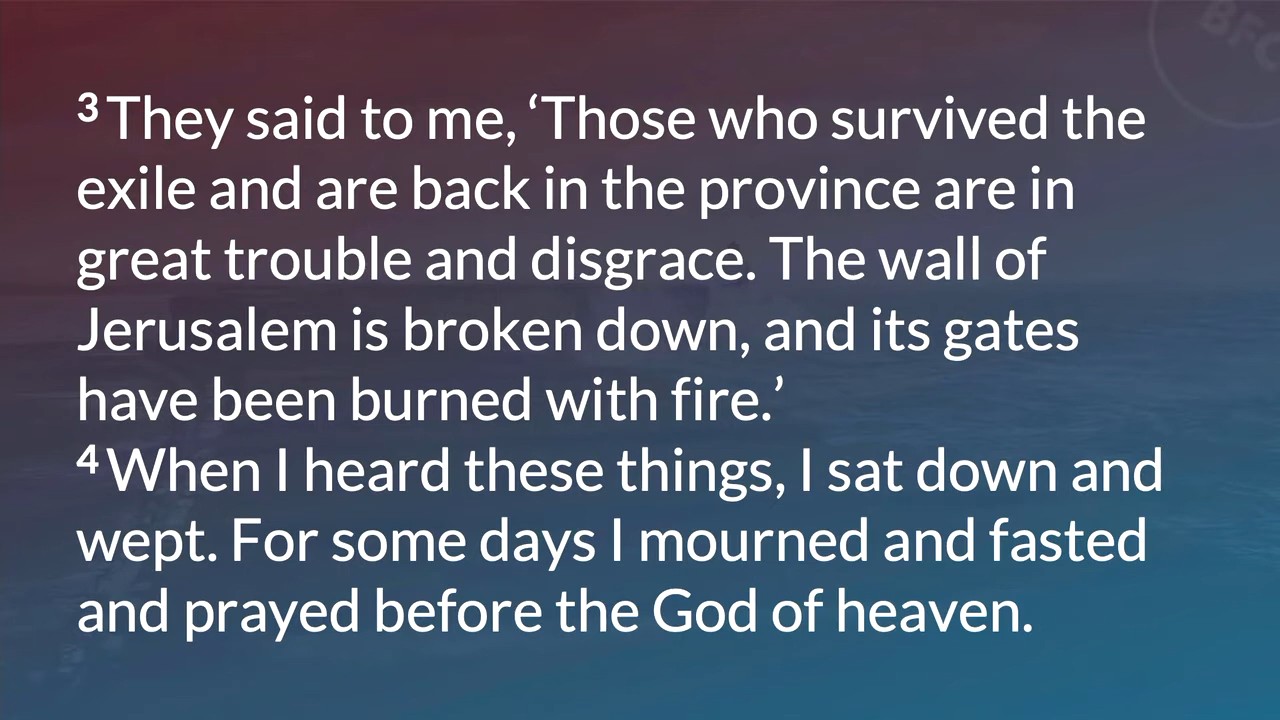 BFC
³ They said to me, ‘Those who survived the
exile and are back in the province are in
great trouble and disgrace. The wall of
Jerusalem is broken down, and its gates
have been burned with fire.’
⁴ When I heard these things, I sat down and
wept. For some days I mourned and fasted
and prayed before the God of heaven.